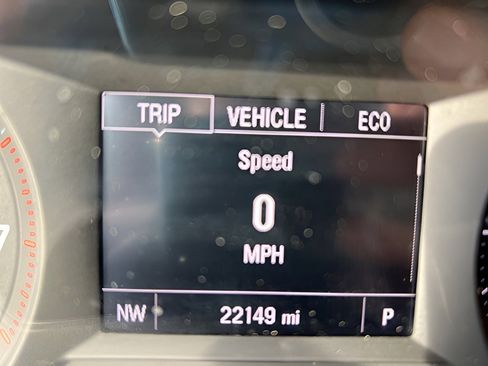 TRIP VEHICLE ECO
Speed
0
MPH
NW 22149 mi P